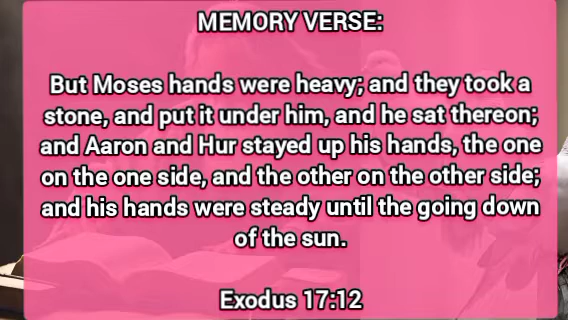 MEMORY VERSE:
But Moses hands were heavy; and they took a
stone, and put it under him, and he sat thereon;
and Aaron and Hur stayed up his hands, the one
on the one side, and the other on the other side;
and his hands were steady until the going down
of the sun.
Exodus 17:12